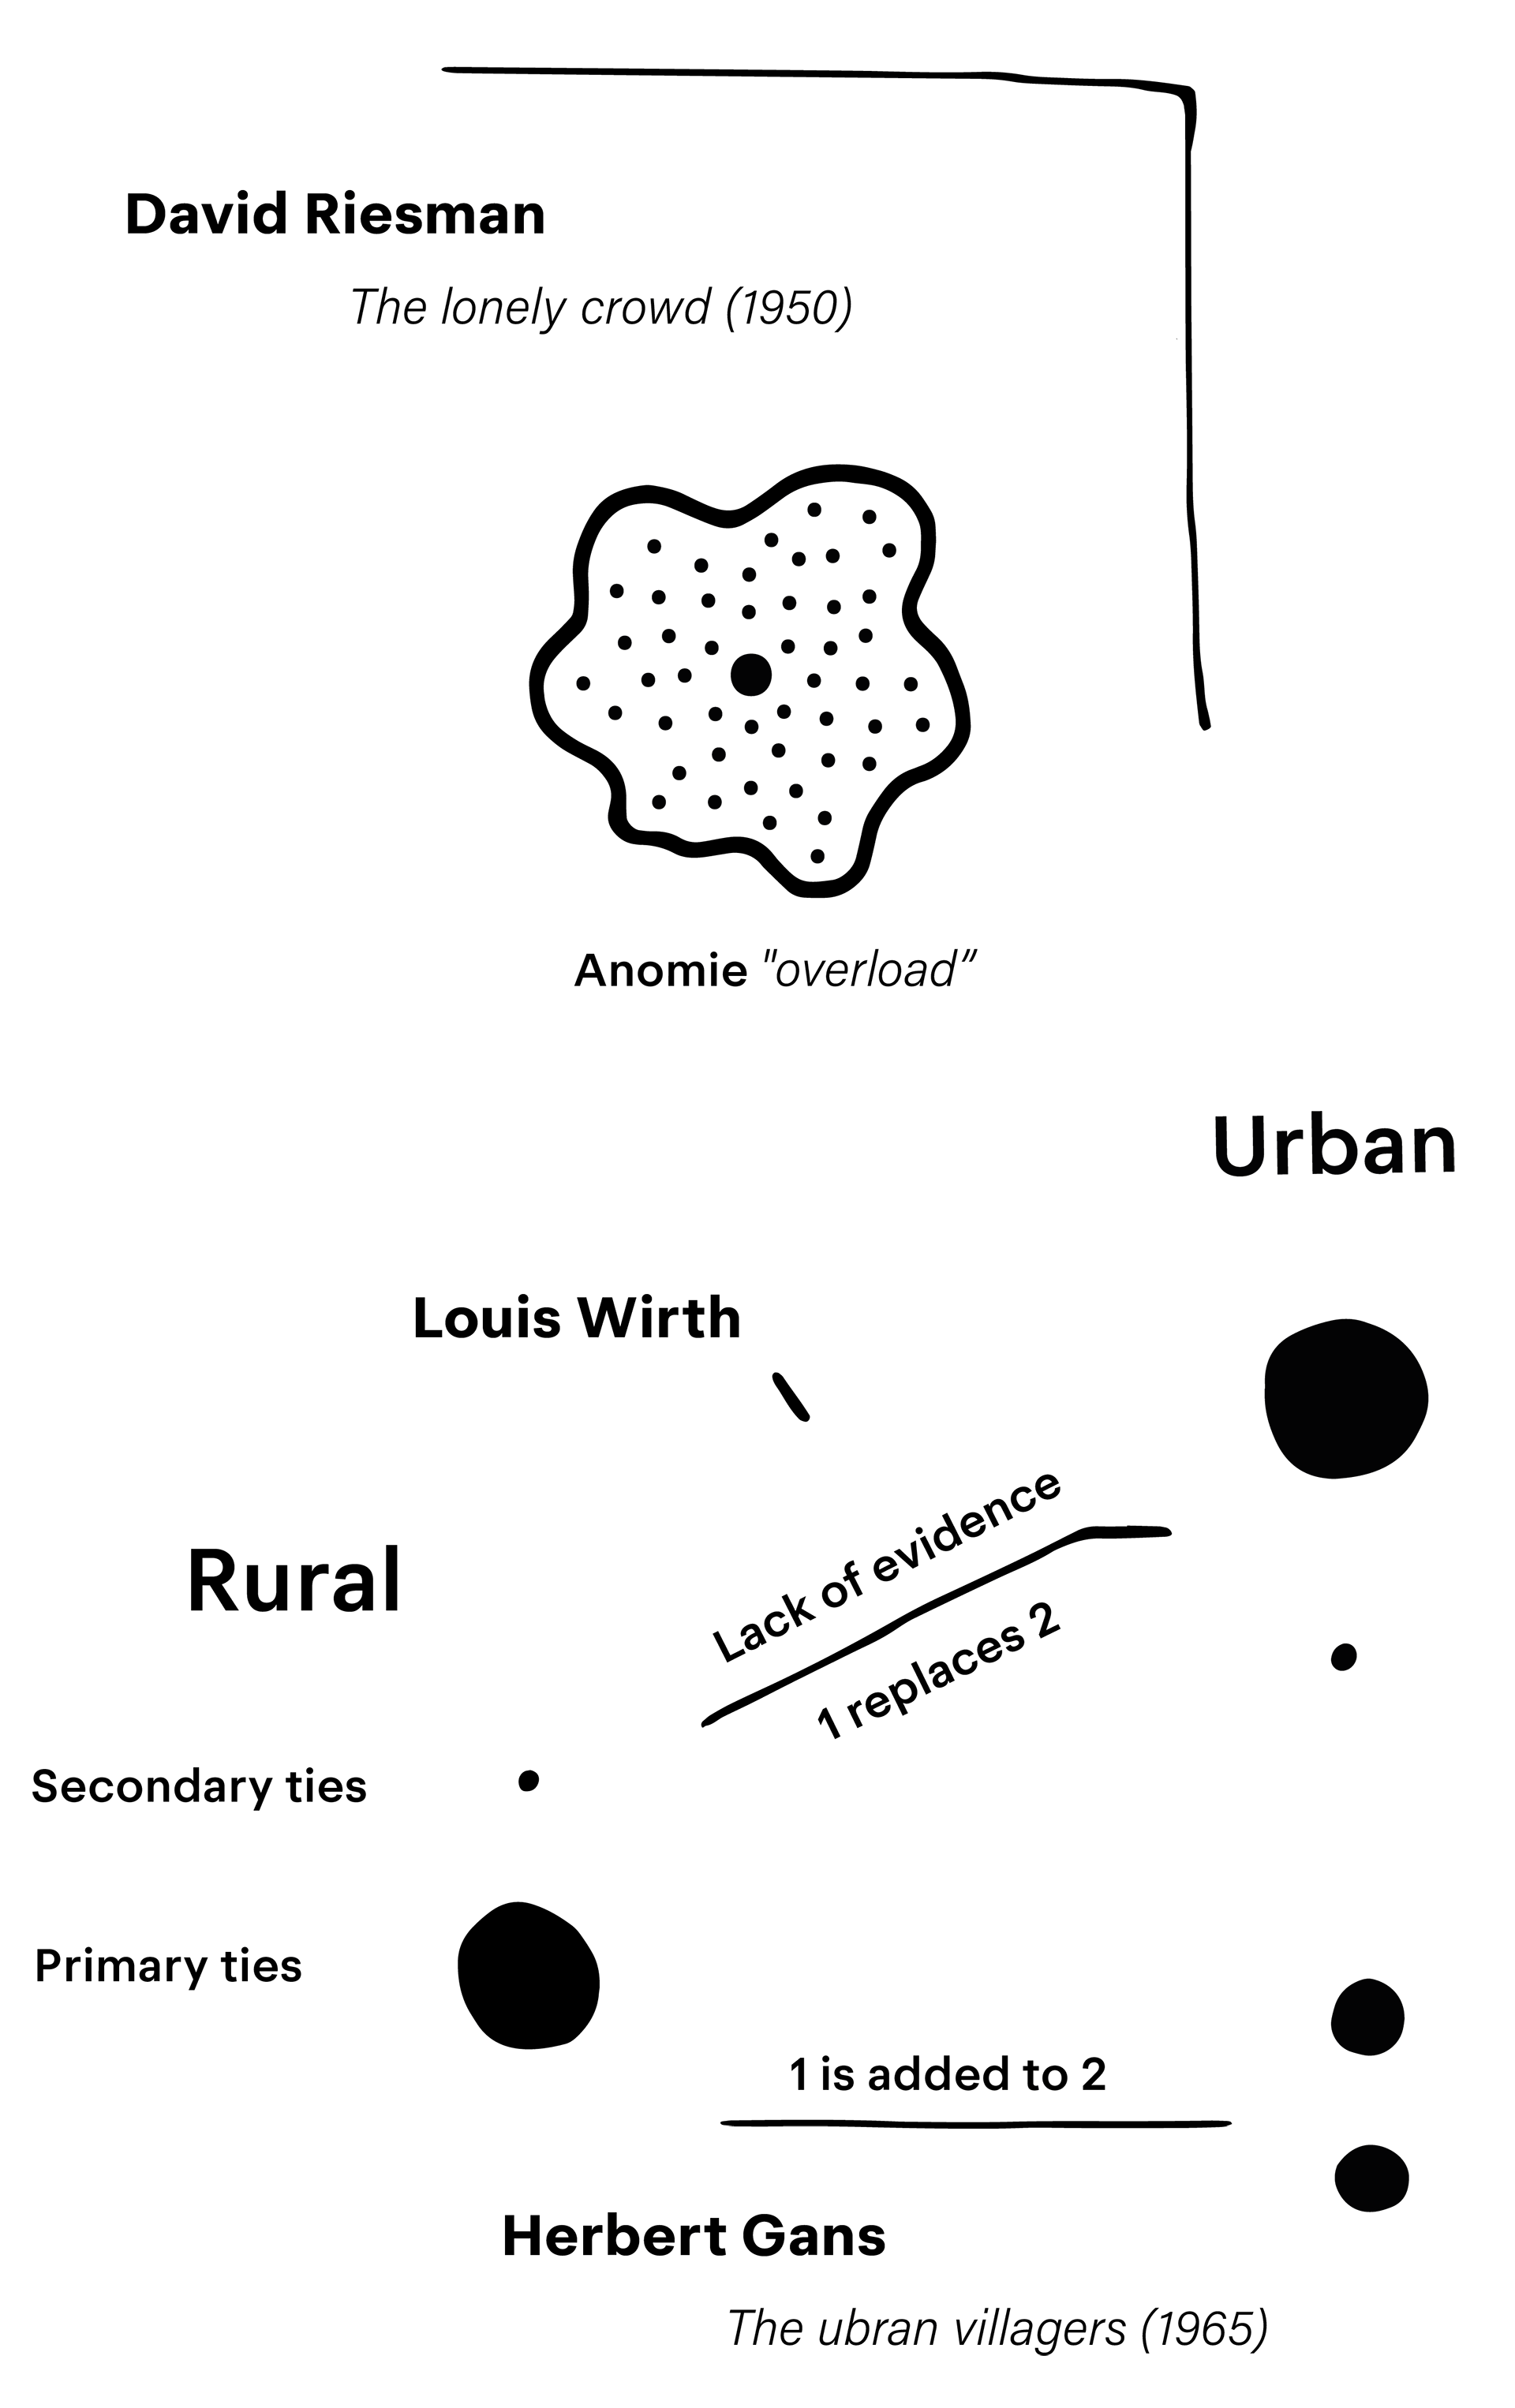 David Riesman
The lonely crowd (1950)
Anomie "overload”
Urban
Louis Wirth
Lack of evidence
Rural
1 replaces 2
Secondary ties
Primary ties
1 is added to 2
Herbert Gans
The ubran villagers (1965)